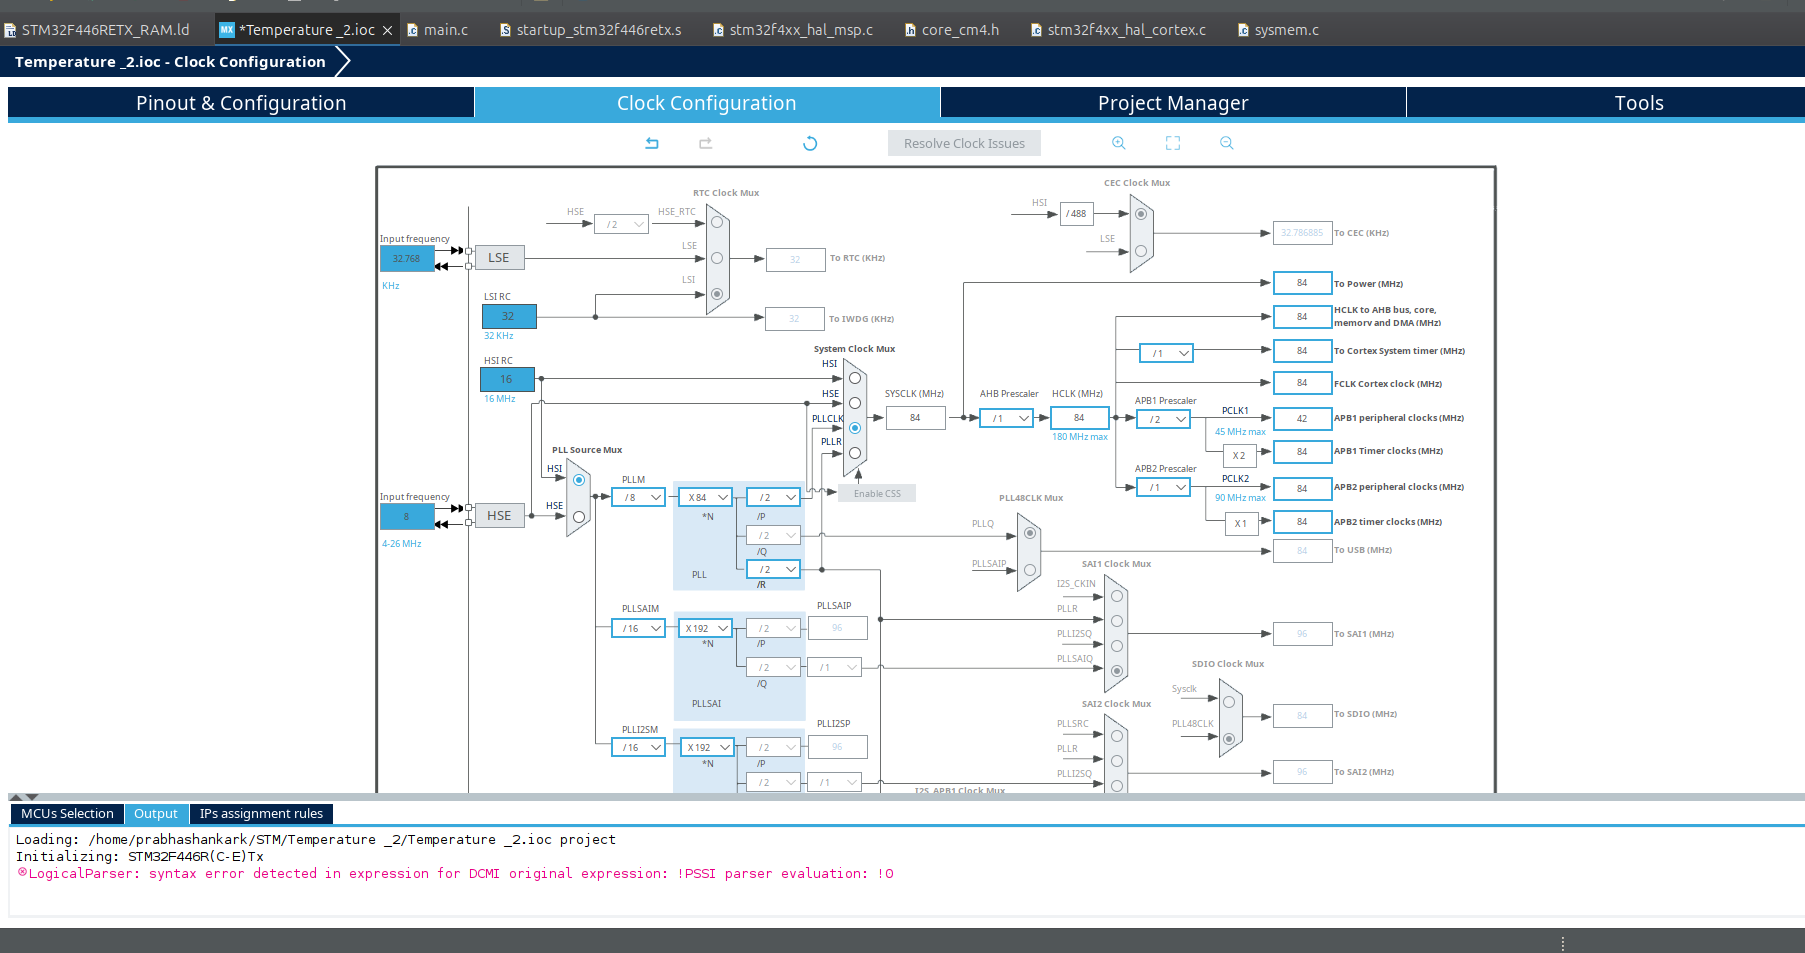 STM32F446RETX_RAM.ld
MX *Temperature _2.ioc
main.c
startup_stm32f446retx.s
stm32f4xx_hal_msp.c
core_cm4.h
stm32f4xx_hal_cortex.c
sysmem.c
Temperature _2.ioc - Clock Configuration
Pinout & Configuration
Clock Configuration
Project Manager
Tools
Resolve Clock Issues
RTC Clock Mux
CEC Clock Mux
HSE
/ 2
HSE_RTC
HSI
/ 488
32.786885
To CEC (KHz)
LSE
Input frequency
32.768
KHz
LSE
LSE
32
To RTC (KHz)
LSI
LSI RC
32
32 KHz
32
To IWDG (KHz)
84
To Power (MHz)
84
HCLK to AHB bus, core,
memory and DMA (MHz)
/ 1
84
To Cortex System timer (MHz)
84
FCLK Cortex clock (MHz)
System Clock Mux
HSI RC
16
16 MHz
HSI
HSE
PLLCLK
PLLR
SYSCLK (MHz)
84
AHB Prescaler
/ 1
HCLK (MHz)
84
180 MHz max
APB1 Prescaler
/ 2
PCLK1
45 MHz max
42
APB1 peripheral clocks (MHz)
X 2
84
APB1 Timer clocks (MHz)
APB2 Prescaler
/ 1
PCLK2
90 MHz max
84
APB2 peripheral clocks (MHz)
X 1
84
APB2 timer clocks (MHz)
84
To USB (MHz)
Enable CSS
PLL Source Mux
HSI
HSE
Input frequency
8
4-26 MHz
HSE
PLLM
/ 8
X 84
*N
/ 2
/P
/ 2
/Q
/ 2
/R
PLL
PLL48CLK Mux
PLLQ
PLLSAIP
SAI1 Clock Mux
I2S_CKIN
PLLR
PLLI2SQ
PLLSAIQ
96
To SAI1 (MHz)
PLLSAIM
/ 16
X 192
*N
/ 2
/P
PLLSAIP
96
/ 2
/Q
/ 1
PLLSAI
SDIO Clock Mux
Sysclk
PLL48CLK
84
To SDIO (MHz)
SAI2 Clock Mux
PLLSRC
PLLR
PLLI2SQ
96
To SAI2 (MHz)
PLLI2SM
/ 16
X 192
*N
/ 2
/P
PLLI2SP
96
/ 2
/ 1
I2S_APB1 Clock Mux
MCUs Selection
Output
IPs assignment rules
Loading: /home/prabhashankark/STM/Temperature _2/Temperature _2.ioc project
Initializing: STM32F446R(C-E)Tx
LogicalParser: syntax error detected in expression for DCMI original expression: !PSSI parser evaluation: !0